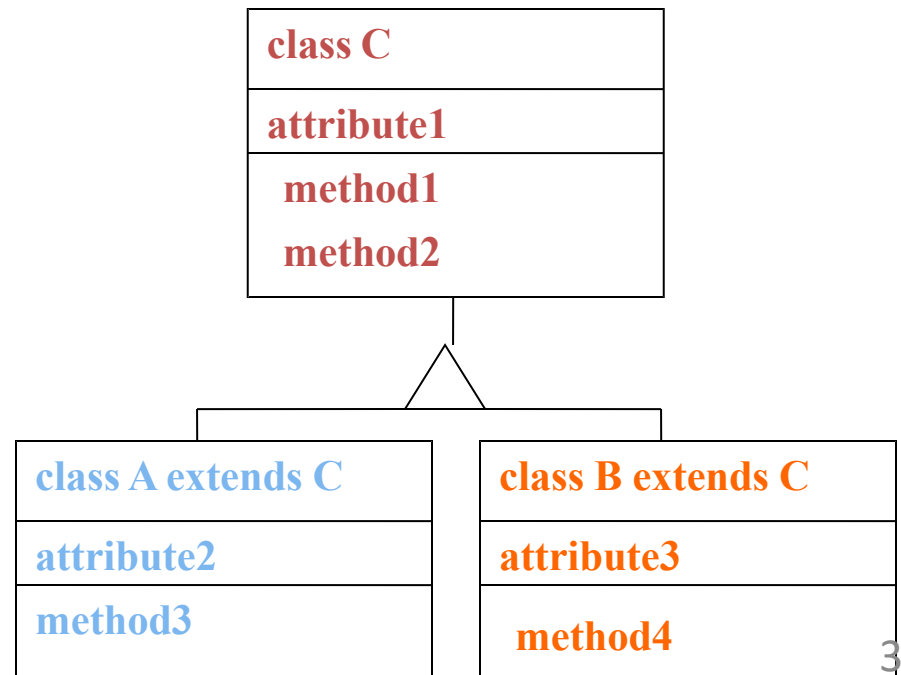 class C
attribute1
method1
method2
class A extends C
attribute2
method3
class B extends C
attribute3
method4
3